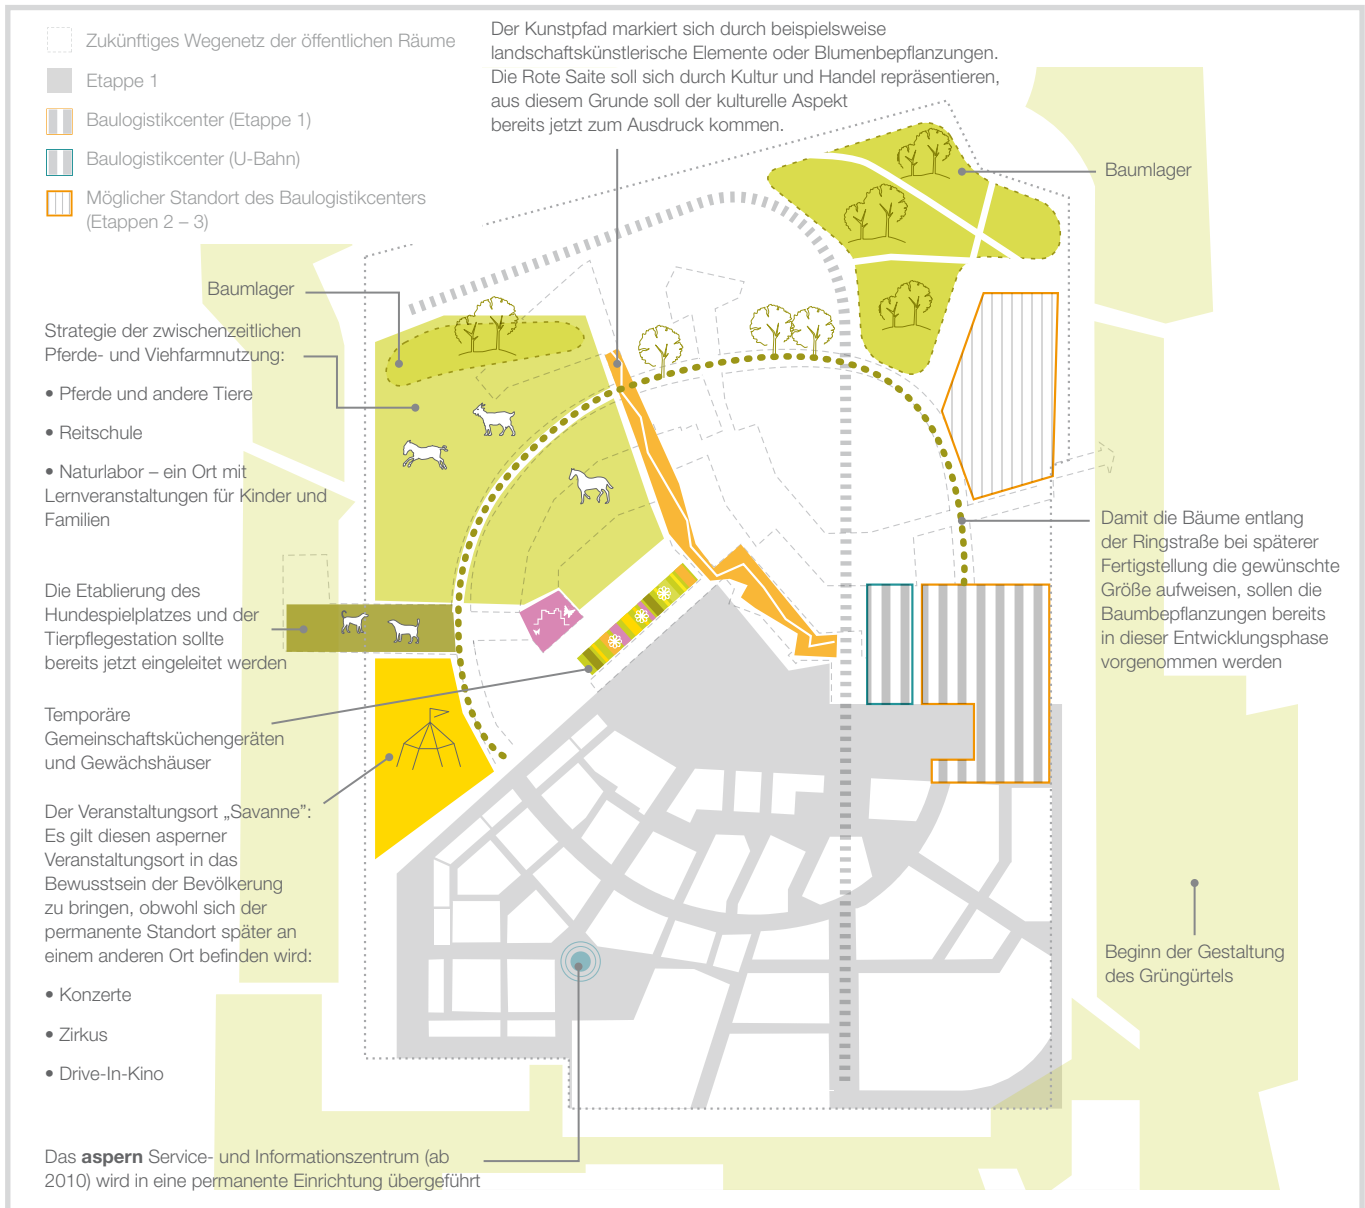 Zukünftiges Wegenetz der öffentlichen Räume
Etappe 1
Baulogistikcenter (Etappe 1)
Baulogistikcenter (U-Bahn)
Möglicher Standort des Baulogistikcenters
(Etappen 2 – 3)
Der Kunstpfad markiert sich durch beispielsweise
landschaftskünstlerische Elemente oder Blumenbepflanzungen.
Die Rote Saite soll sich durch Kultur und Handel repräsentieren,
aus diesem Grunde soll der kulturelle Aspekt
bereits jetzt zum Ausdruck kommen.
Baumlager
Baumlager
Strategie der zwischenzeitlichen
Pferde- und Viehfarmnutzung:
• Pferde und andere Tiere
• Reitschule
• Naturlabor – ein Ort mit
Lernveranstaltungen für Kinder und
Familien
Damit die Bäume entlang
der Ringstraße bei späterer
Fertigstellung die gewünschte
Größe aufweisen, sollen die
Baumbepflanzungen bereits
in dieser Entwicklungsphase
vorgenommen werden
Die Etablierung des
Hundespielplatzes und der
Tierpflegestation sollte
bereits jetzt eingeleitet werden
Temporäre
Gemeinschaftsküchengeräten
und Gewächshäuser
Der Veranstaltungsort „Savanne”:
Es gilt diesen asperner
Veranstaltungsort in das
Bewusstsein der Bevölkerung
zu bringen, obwohl sich der
permanente Standort später an
einem anderen Ort befinden wird:
• Konzerte
• Zirkus
• Drive-In-Kino
Beginn der Gestaltung
des Grüngürtels
Das aspern Service- und Informationszentrum (ab
2010) wird in eine permanente Einrichtung übergeführt